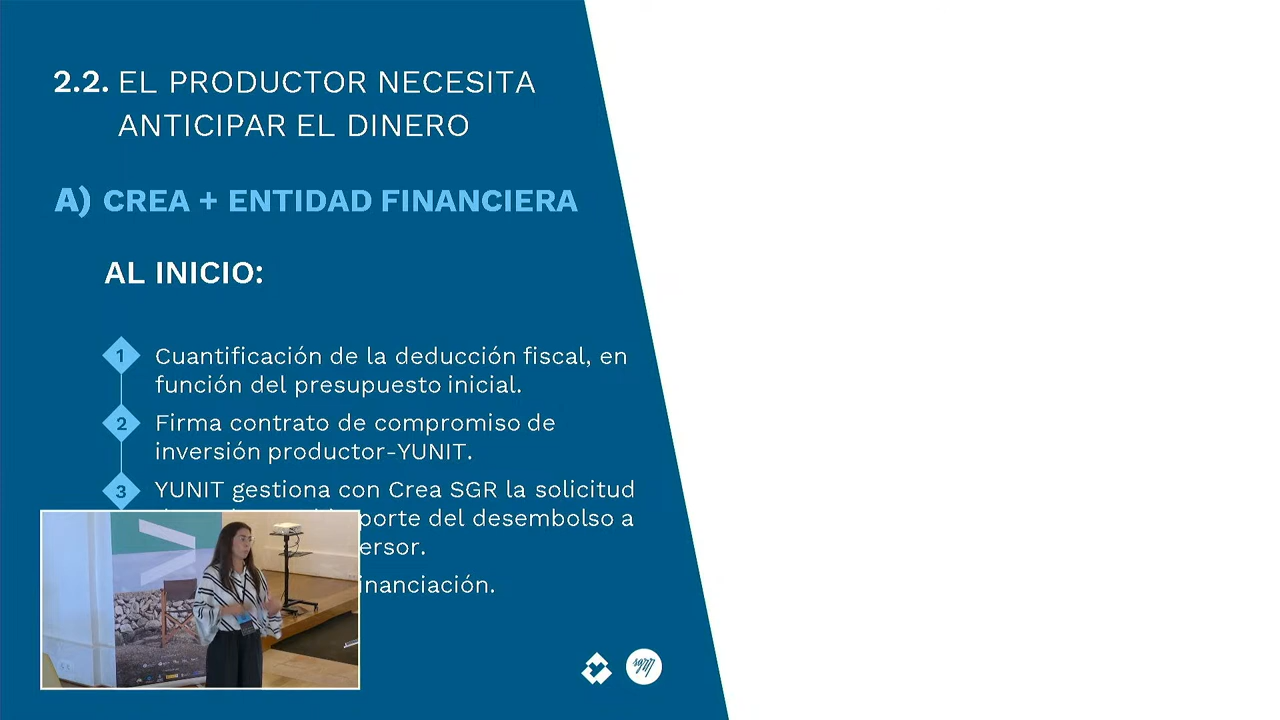 2.2. EL PRODUCTOR NECESITA
ANTICIPAR EL DINERO
A) CREA + ENTIDAD FINANCIERA
AL INICIO:
1 Cuantificación de la deducción fiscal, en
función del presupuesto inicial.
2 Firma contrato de compromiso de
inversión productor-YUNIT.
3 YUNIT gestiona con Crea SGR la solicitud
porte del desembolso a
ersor.
inanciación.